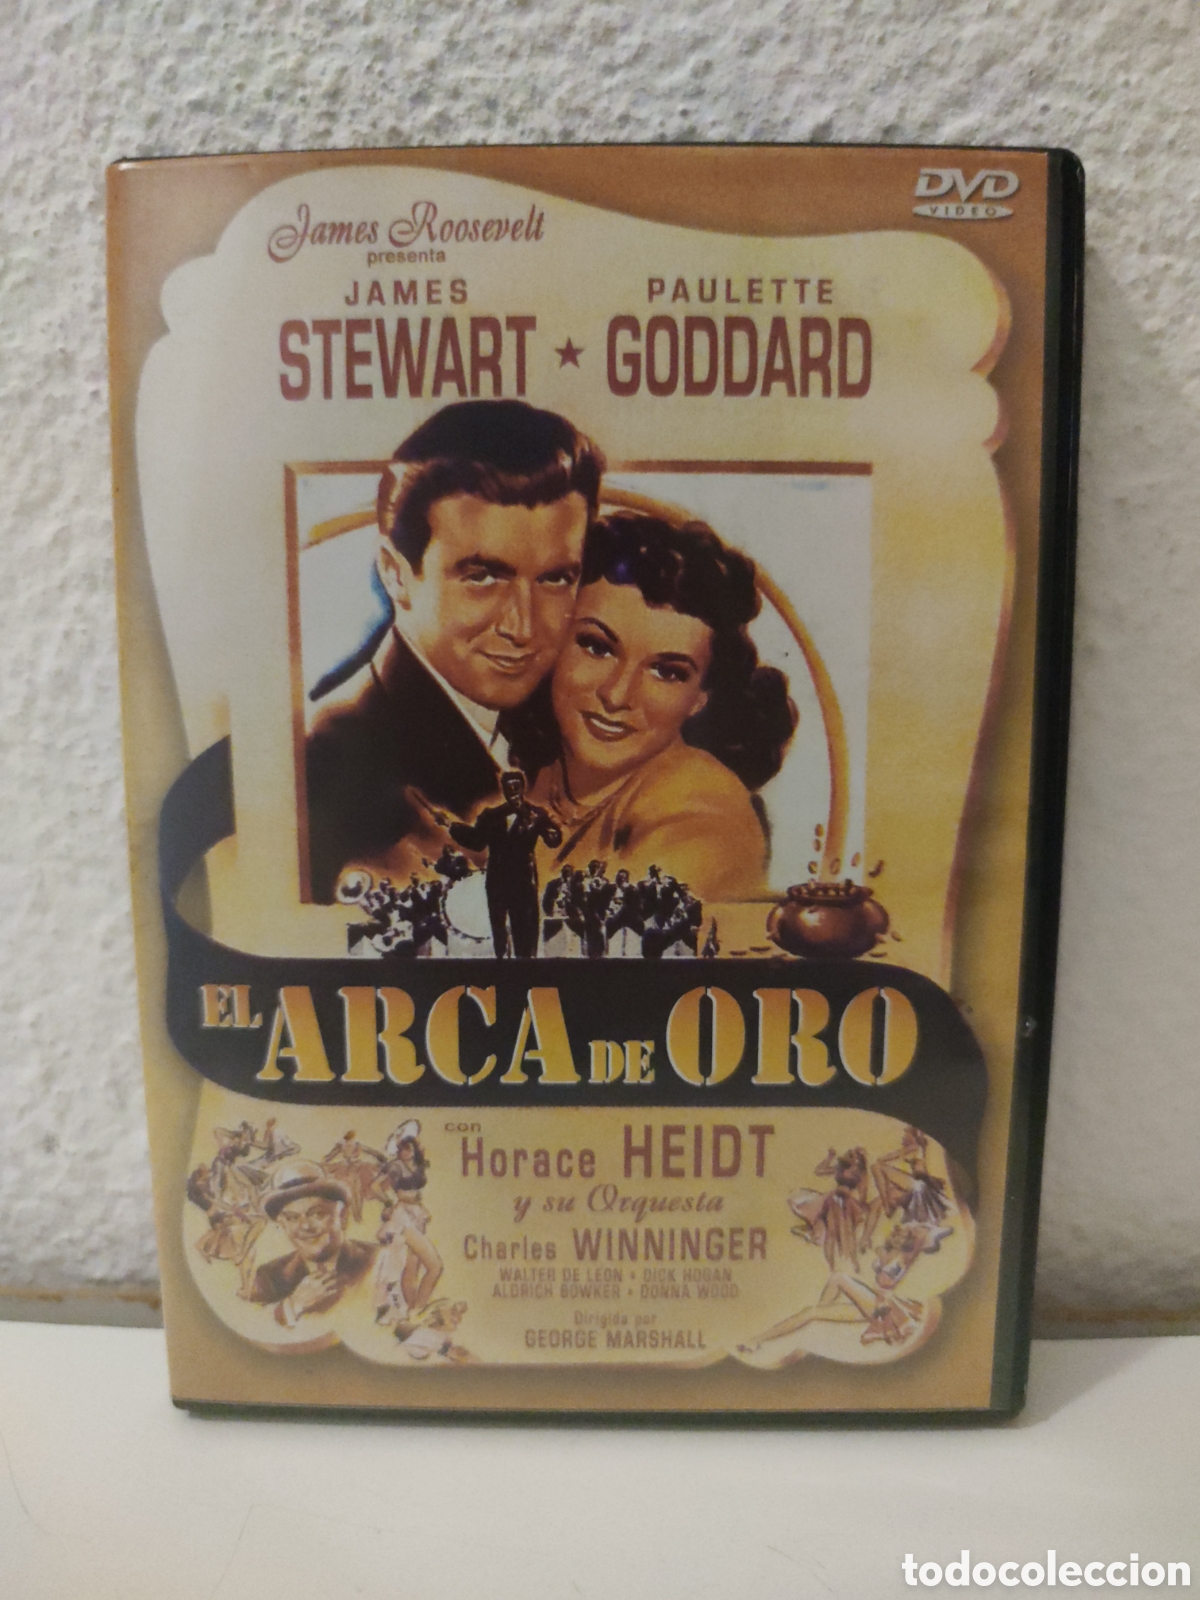 DVD
VIDEO
James Roosevelt
presenta
JAMES PAULETTE
STEWART ★ GODDARD
EL ARCA DE ORO
con
Horace HEIDT
y su Orquesta
Charles WINNINGER
WALTER DE LEON • DICK HOGAN
ALDRICH BOWKER • DONNA WOOD
Dirigida por
GEORGE MARSHALL
todocoleccion